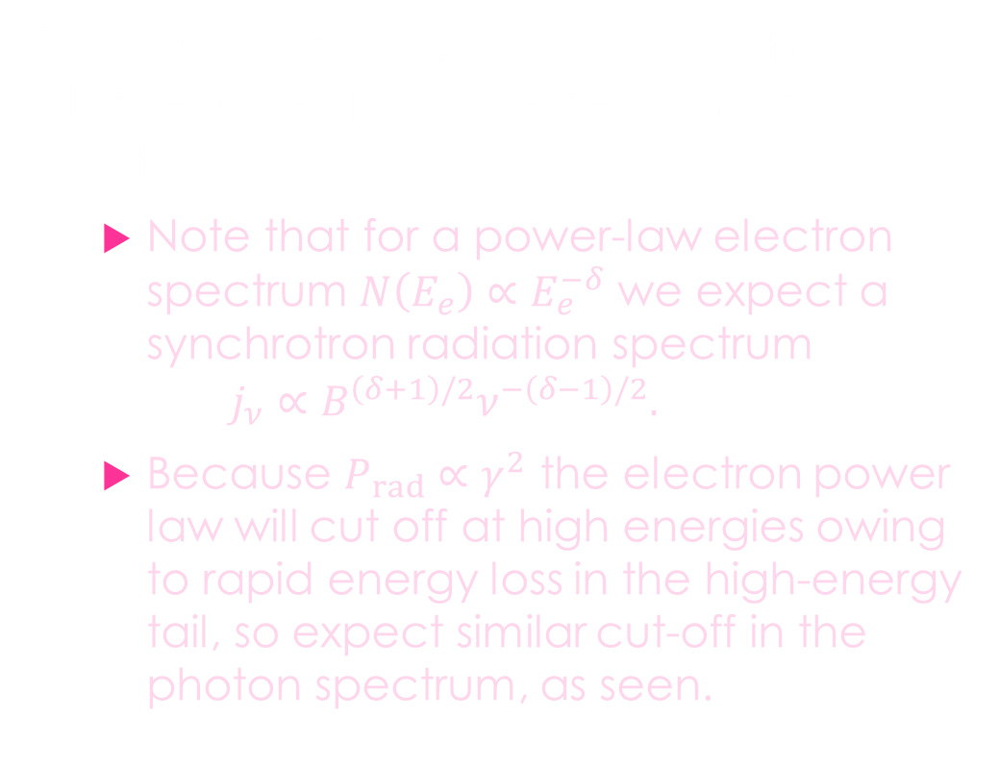 ▶ Note that for a power-law electron
spectrum $N(E_e) \propto E_e^{-\delta}$ we expect a
synchrotron radiation spectrum
$j_\nu \propto B^{(\delta+1)/2} \nu^{-(\delta-1)/2}$.
▶ Because $P_{\text{rad}} \propto \gamma^2$ the electron power
law will cut off at high energies owing
to rapid energy loss in the high-energy
tail, so expect similar cut-off in the
photon spectrum, as seen.